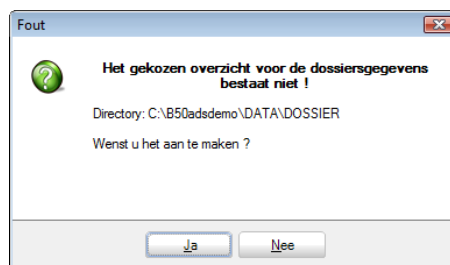 Fout
Het gekozen overzicht voor de dossiersgegevens
bestaat niet !
Directory: C:\B50adsdemo\DATA\DOSSIER
Wenst u het aan te maken ?
Ja
Nee